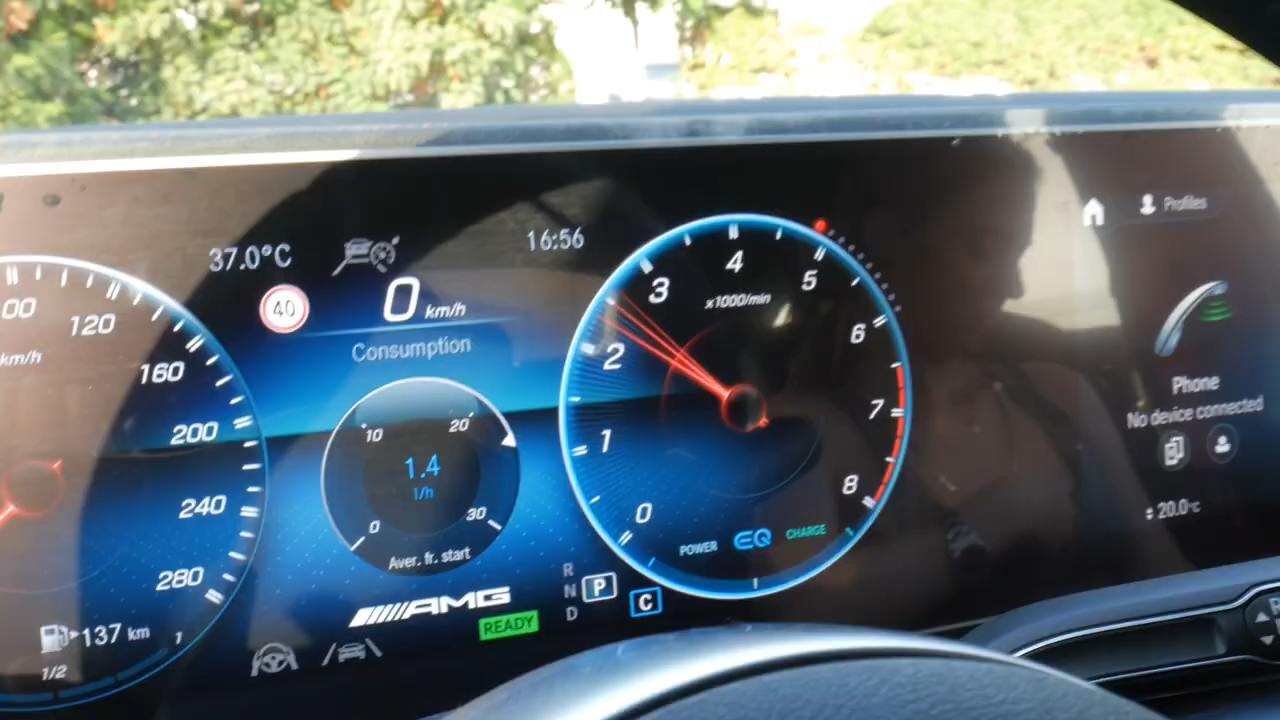 37.0°C
40
0 km/h
16:56
Profiles
Consumption
00
120
160
200
240
280
km/h
10
20
1.4
l/h
0
30
Aver. fr. start
AMG
READY
137 km
1/2
1
R
N
P
D
C
0
1
2
3
4
5
6
7
8
x1000/min
POWER
EQ
CHARGE
Phone
No device connected
20.0°C